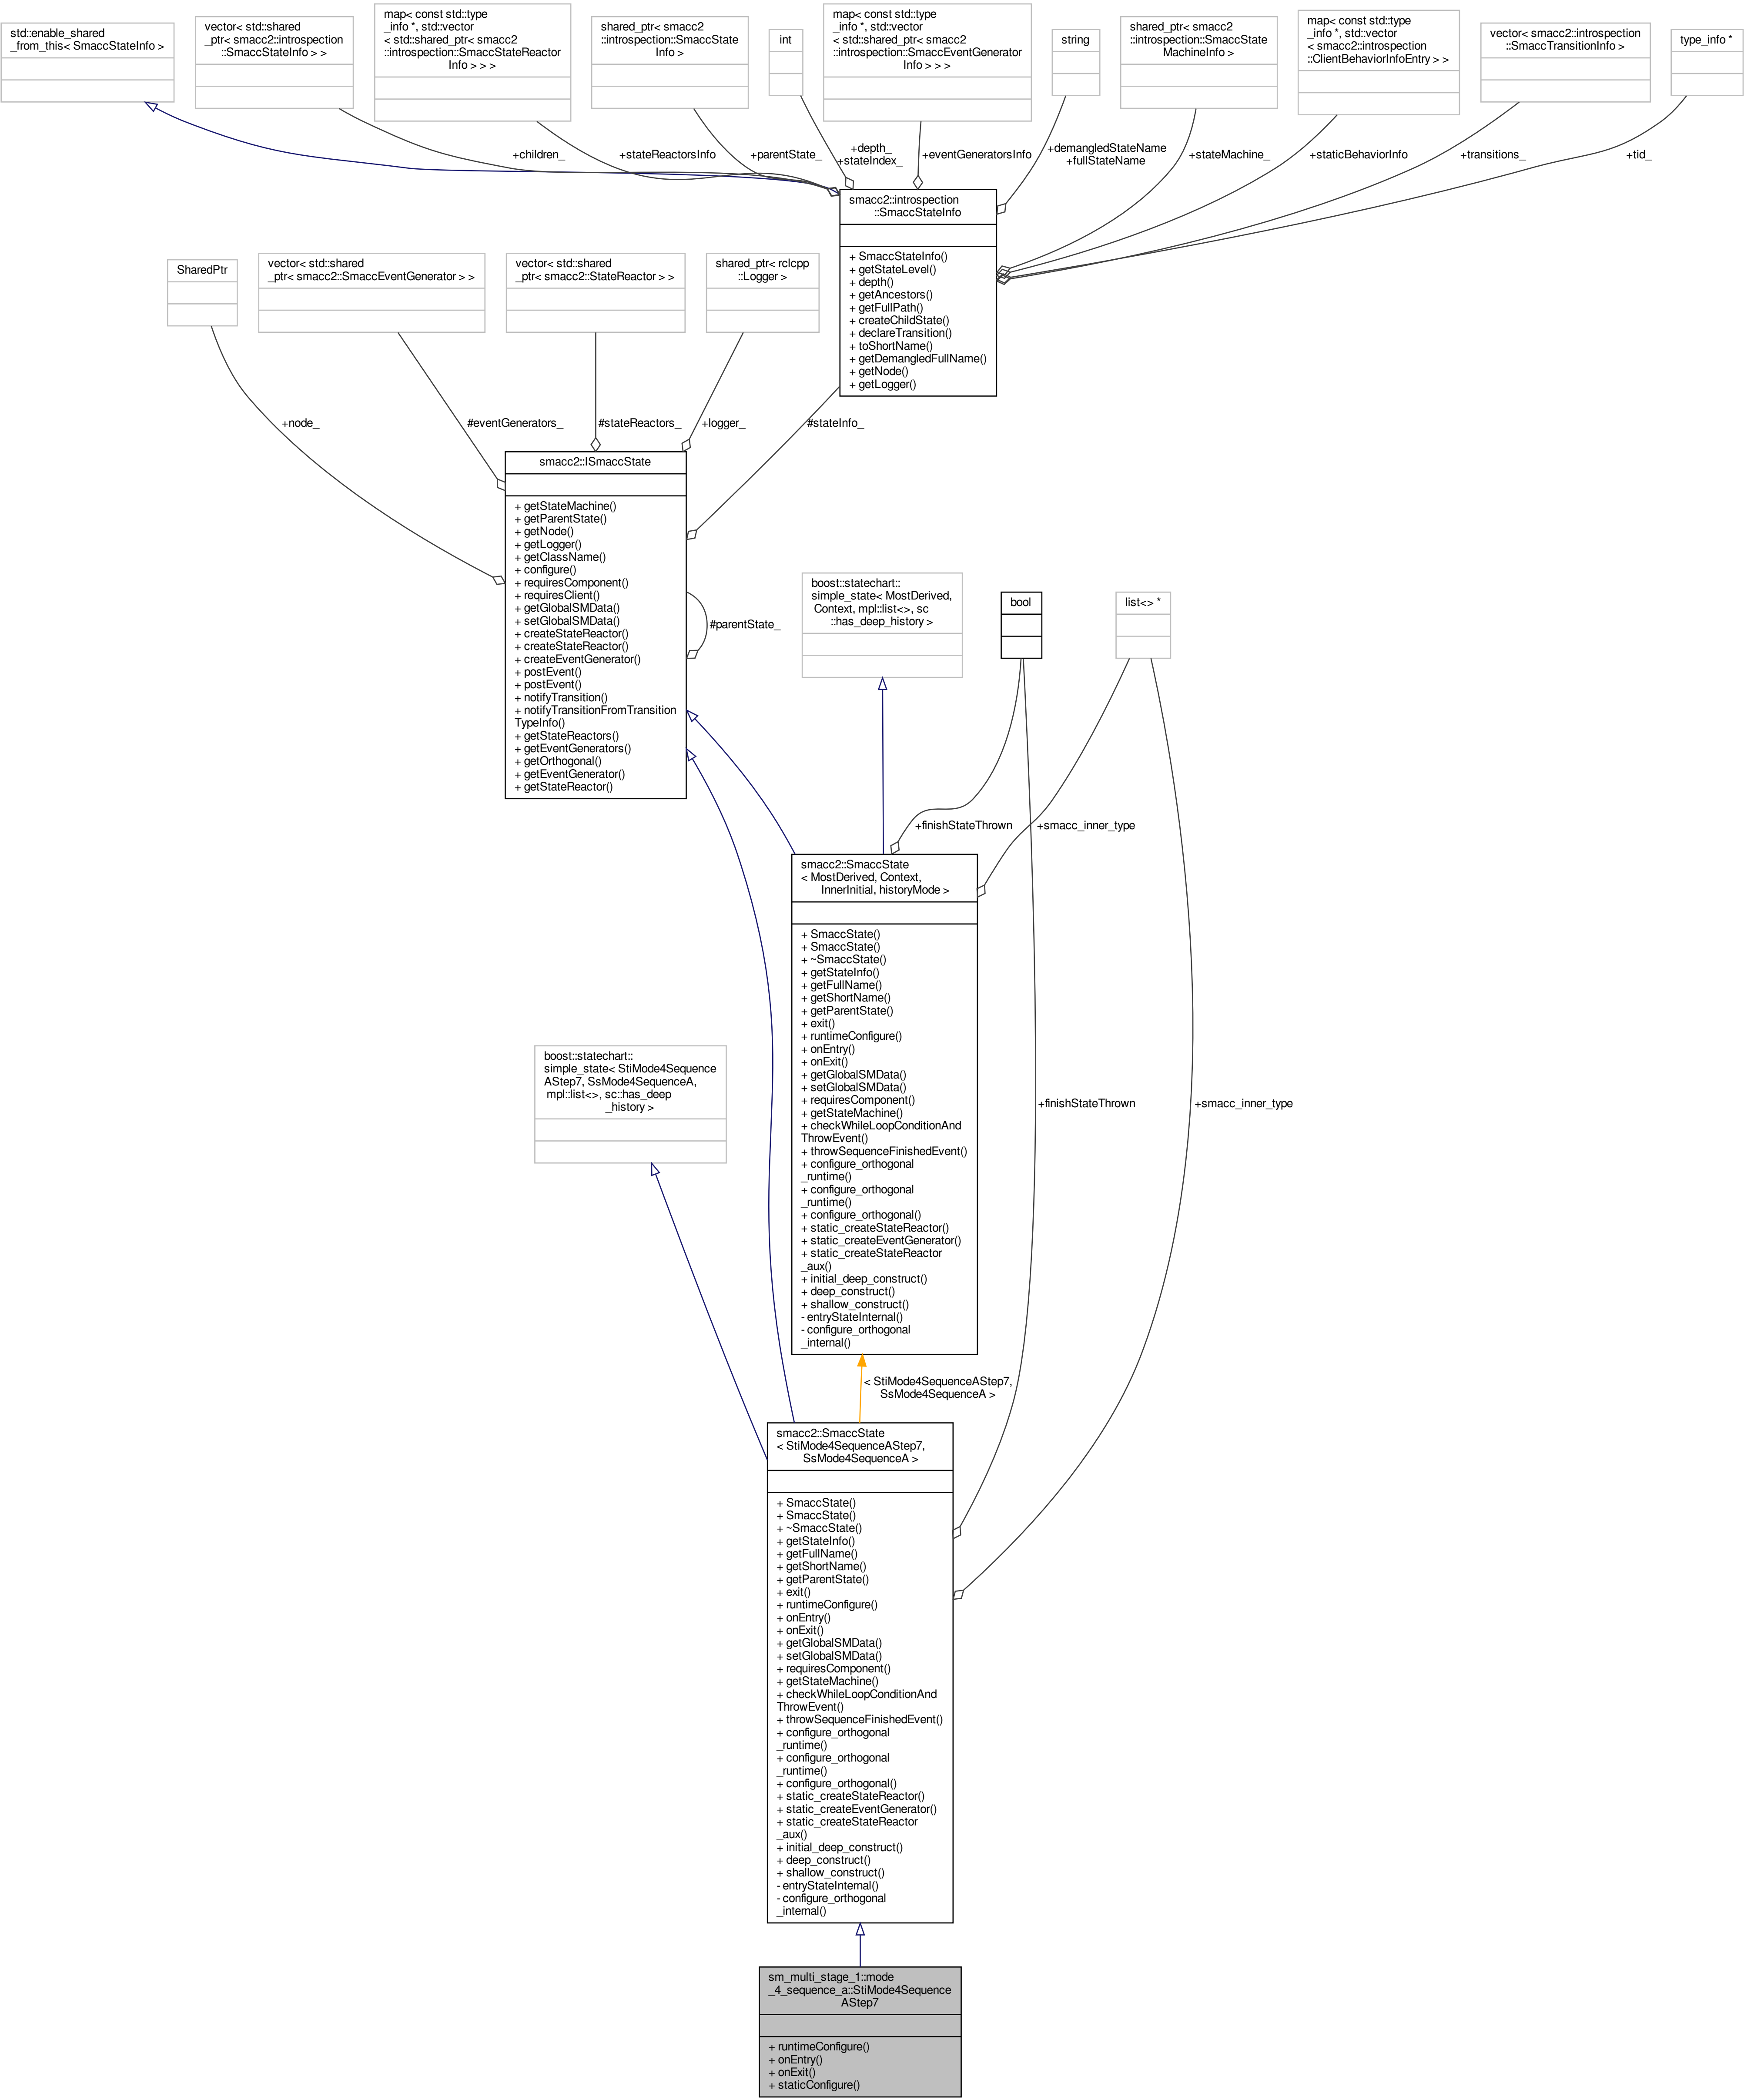 std::enable_shared
_from_this< SmaccStateInfo >
vector< std::shared
_ptr< smacc2::introspection
::SmaccStateInfo > >
map< const std::type
_info *, std::vector
< std::shared_ptr< smacc2
::introspection::SmaccStateReactor
Info > > >
shared_ptr< smacc2
::introspection::SmaccState
Info >
int
map< const std::type
_info *, std::vector
< std::shared_ptr< smacc2
::introspection::SmaccEventGenerator
Info > > >
string
shared_ptr< smacc2
::introspection::SmaccState
MachineInfo >
map< const std::type
_info *, std::vector
< smacc2::introspection
::ClientBehaviorInfoEntry > >
vector< smacc2::introspection
::SmaccTransitionInfo >
type_info *
+children_
+stateReactorsInfo
+parentState_
+depth_
+stateIndex_
+eventGeneratorsInfo
+demangledStateName
+fullStateName
+stateMachine_
+staticBehaviorInfo
+transitions_
+tid_
smacc2::introspection
::SmaccStateInfo
+ SmaccStateInfo()
+ getStateLevel()
+ depth()
+ getAncestors()
+ getFullPath()
+ createChildState()
+ declareTransition()
+ toShortName()
+ getDemangledFullName()
+ getNode()
+ getLogger()
SharedPtr
vector< std::shared
_ptr< smacc2::SmaccEventGenerator > >
vector< std::shared
_ptr< smacc2::StateReactor > >
shared_ptr< rclcpp
::Logger >
+node_
#eventGenerators_
#stateReactors_
+logger_
#stateInfo_
smacc2::ISmaccState
+ getStateMachine()
+ getParentState()
+ getNode()
+ getLogger()
+ getClassName()
+ configure()
+ requiresComponent()
+ requiresClient()
+ getGlobalSMData()
+ setGlobalSMData()
+ createStateReactor()
+ createStateReactor()
+ createEventGenerator()
+ postEvent()
+ postEvent()
+ notifyTransition()
+ notifyTransitionFromTransition
TypeInfo()
+ getStateReactors()
+ getEventGenerators()
+ getOrthogonal()
+ getEventGenerator()
+ getStateReactor()
#parentState_
boost::statechart::
simple_state< MostDerived,
Context, mpl::list<>, sc
::has_deep_history >
bool
list<> *
+finishStateThrown
+smacc_inner_type
smacc2::SmaccState
< MostDerived, Context,
InnerInitial, historyMode >
+ SmaccState()
+ SmaccState()
+ ~SmaccState()
+ getStateInfo()
+ getFullName()
+ getShortName()
+ getParentState()
+ exit()
+ runtimeConfigure()
+ onEntry()
+ onExit()
+ getGlobalSMData()
+ setGlobalSMData()
+ requiresComponent()
+ getStateMachine()
+ checkWhileLoopConditionAnd
ThrowEvent()
+ throwSequenceFinishedEvent()
+ configure_orthogonal
_runtime()
+ configure_orthogonal
_runtime()
+ configure_orthogonal()
+ static_createStateReactor()
+ static_createEventGenerator()
+ static_createStateReactor
_aux()
+ initial_deep_construct()
+ deep_construct()
+ shallow_construct()
- entryStateInternal()
- configure_orthogonal
_internal()
boost::statechart::
simple_state< StiMode4Sequence
AStep7, SsMode4SequenceA,
mpl::list<>, sc::has_deep
_history >
+finishStateThrown
+smacc_inner_type
< StiMode4SequenceAStep7,
SsMode4SequenceA >
smacc2::SmaccState
< StiMode4SequenceAStep7,
SsMode4SequenceA >
+ SmaccState()
+ SmaccState()
+ ~SmaccState()
+ getStateInfo()
+ getFullName()
+ getShortName()
+ getParentState()
+ exit()
+ runtimeConfigure()
+ onEntry()
+ onExit()
+ getGlobalSMData()
+ setGlobalSMData()
+ requiresComponent()
+ getStateMachine()
+ checkWhileLoopConditionAnd
ThrowEvent()
+ throwSequenceFinishedEvent()
+ configure_orthogonal
_runtime()
+ configure_orthogonal
_runtime()
+ configure_orthogonal()
+ static_createStateReactor()
+ static_createEventGenerator()
+ static_createStateReactor
_aux()
+ initial_deep_construct()
+ deep_construct()
+ shallow_construct()
- entryStateInternal()
- configure_orthogonal
_internal()
sm_multi_stage_1::mode
_4_sequence_a::StiMode4Sequence
AStep7
+ runtimeConfigure()
+ onEntry()
+ onExit()
+ staticConfigure()